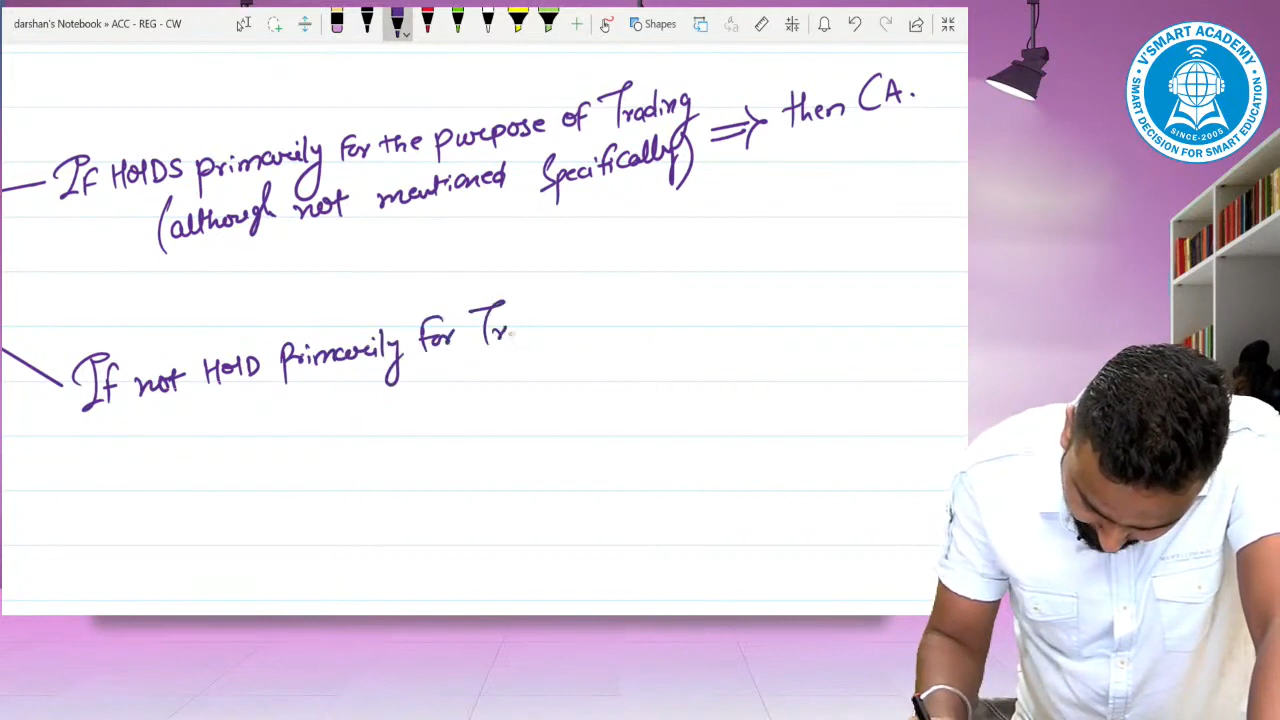 darshan's Notebook » ACC - REG - CW
Shapes
If HOLDS primarily for the purpose of Trading
(although not mentioned Specifically) ⇒ then CA.
If not HOLD Primarily for Tr
V'SMART ACADEMY
SINCE-2005
SMART DECISION FOR SMART EDUCATION